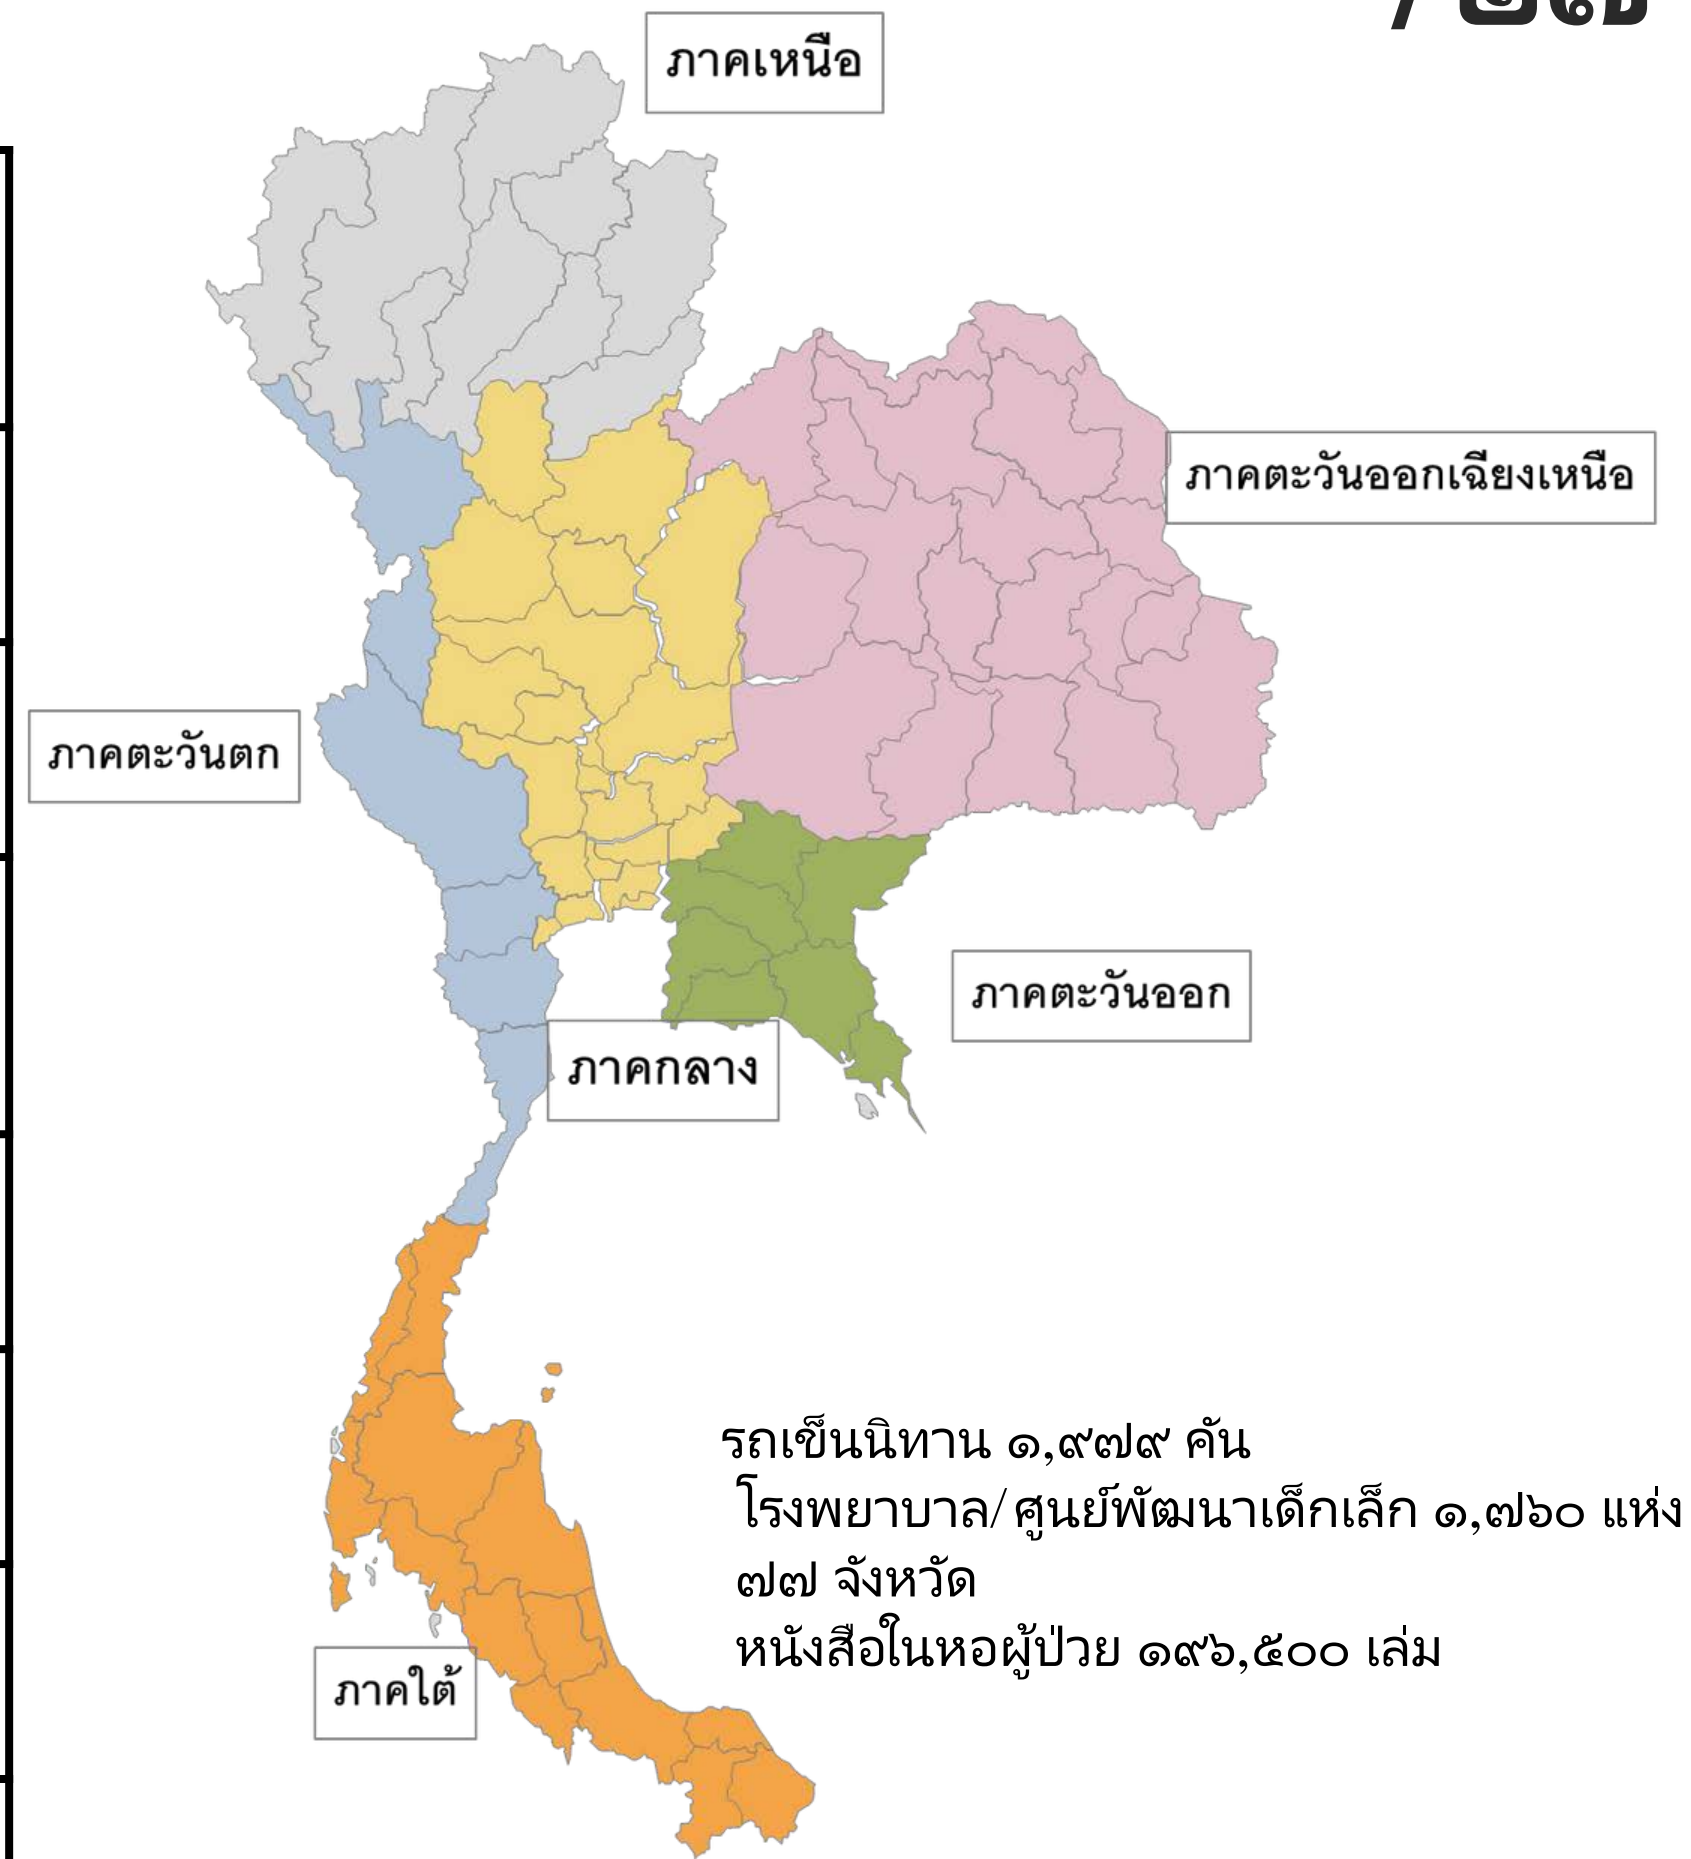 ภาคเหนือ
ภาคตะวันออกเฉียงเหนือ
ภาคตะวันตก
ภาคตะวันออก
ภาคกลาง
รถเข็นนิทาน ๑,๙๗๙ คัน
โรงพยาบาล/ศูนย์พัฒนาเด็กเล็ก ๑,๗๖๐ แห่ง
๗๗ จังหวัด
หนังสือในหอผู้ป่วย ๑๙๖,๕๐๐ เล่ม
ภาคใต้